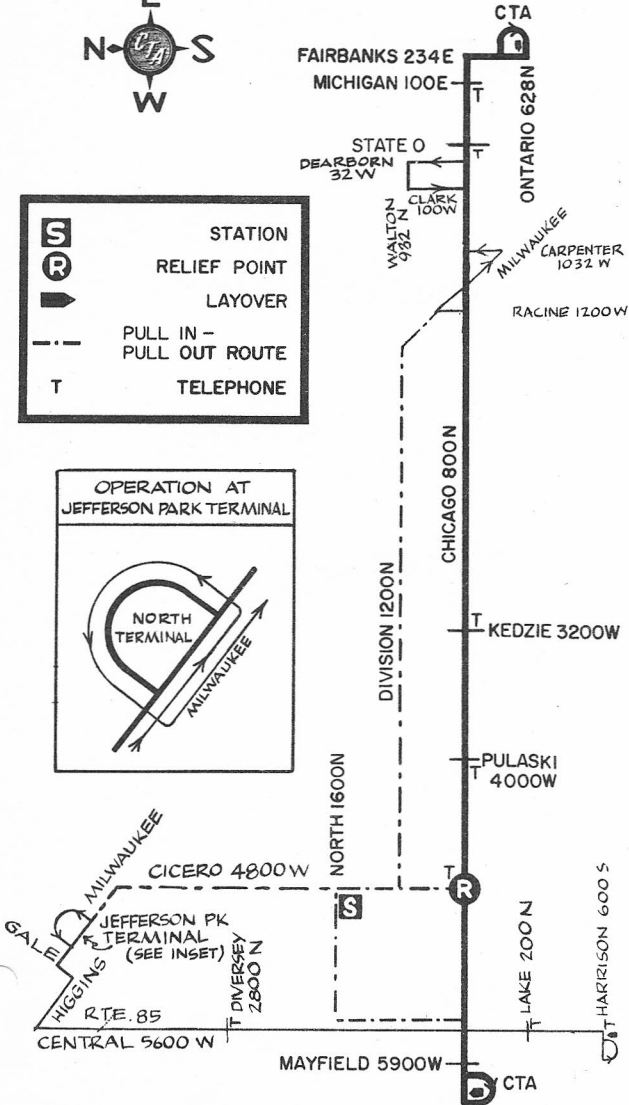 E
N
CTA
S
W
CTA
FAIRBANKS 234E
MICHIGAN 100E
T
ONTARIO 628N
STATE 0
T
DEARBORN
32W
CLARK
100W
WALTON
932 N
MILWAUKEE
CARPENTER
1032 W
RACINE 1200W
S STATION
R RELIEF POINT
LAYOVER
PULL IN -
PULL OUT ROUTE
T TELEPHONE
OPERATION AT
JEFFERSON PARK TERMINAL
NORTH
TERMINAL
MILWAUKEE
CHICAGO 800N
DIVISION 1200N
T
KEDZIE 3200W
PULASKI
T
4000W
NORTH 1600N
CICERO 4800W
T
R
S
MILWAUKEE
GALE
JEFFERSON PK
TERMINAL
(SEE INSET)
HIGGINS
T DIVERSEY
2800 N
T LAKE 200N
T HARRISON 600 S
RTE. 85
CENTRAL 5600 W
MAYFIELD 5900W
CTA